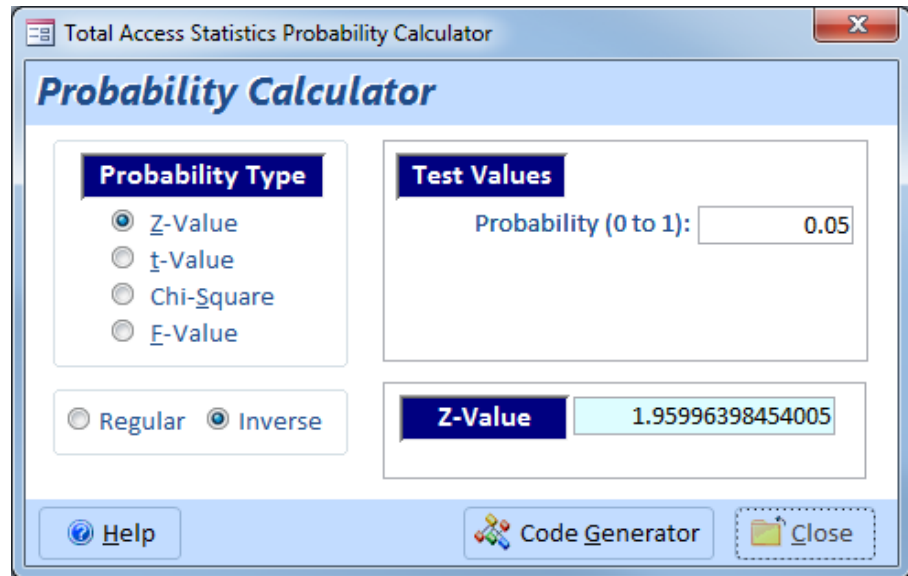 Total Access Statistics Probability Calculator
Probability Calculator
Probability Type
Z-Value
t-Value
Chi-Square
F-Value
Regular Inverse
Test Values
Probability (0 to 1): 0.05
Z-Value 1.95996398454005
Help Code Generator Close